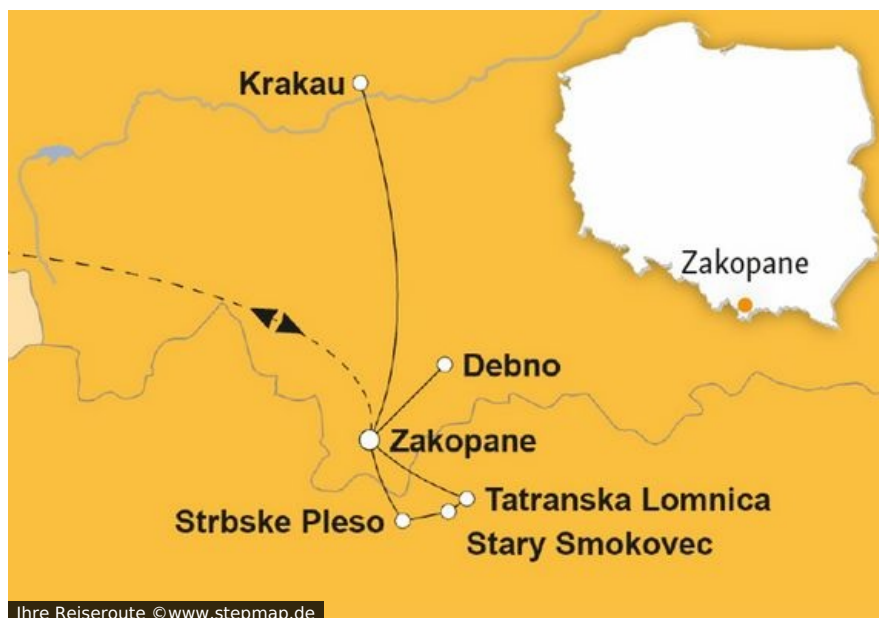 Krakau
Zakopane
Debno
Zakopane
Tatranska Lomnica
Strbske Pleso
Stary Smokovec
Ihre Reiseroute ©www.stepmap.de